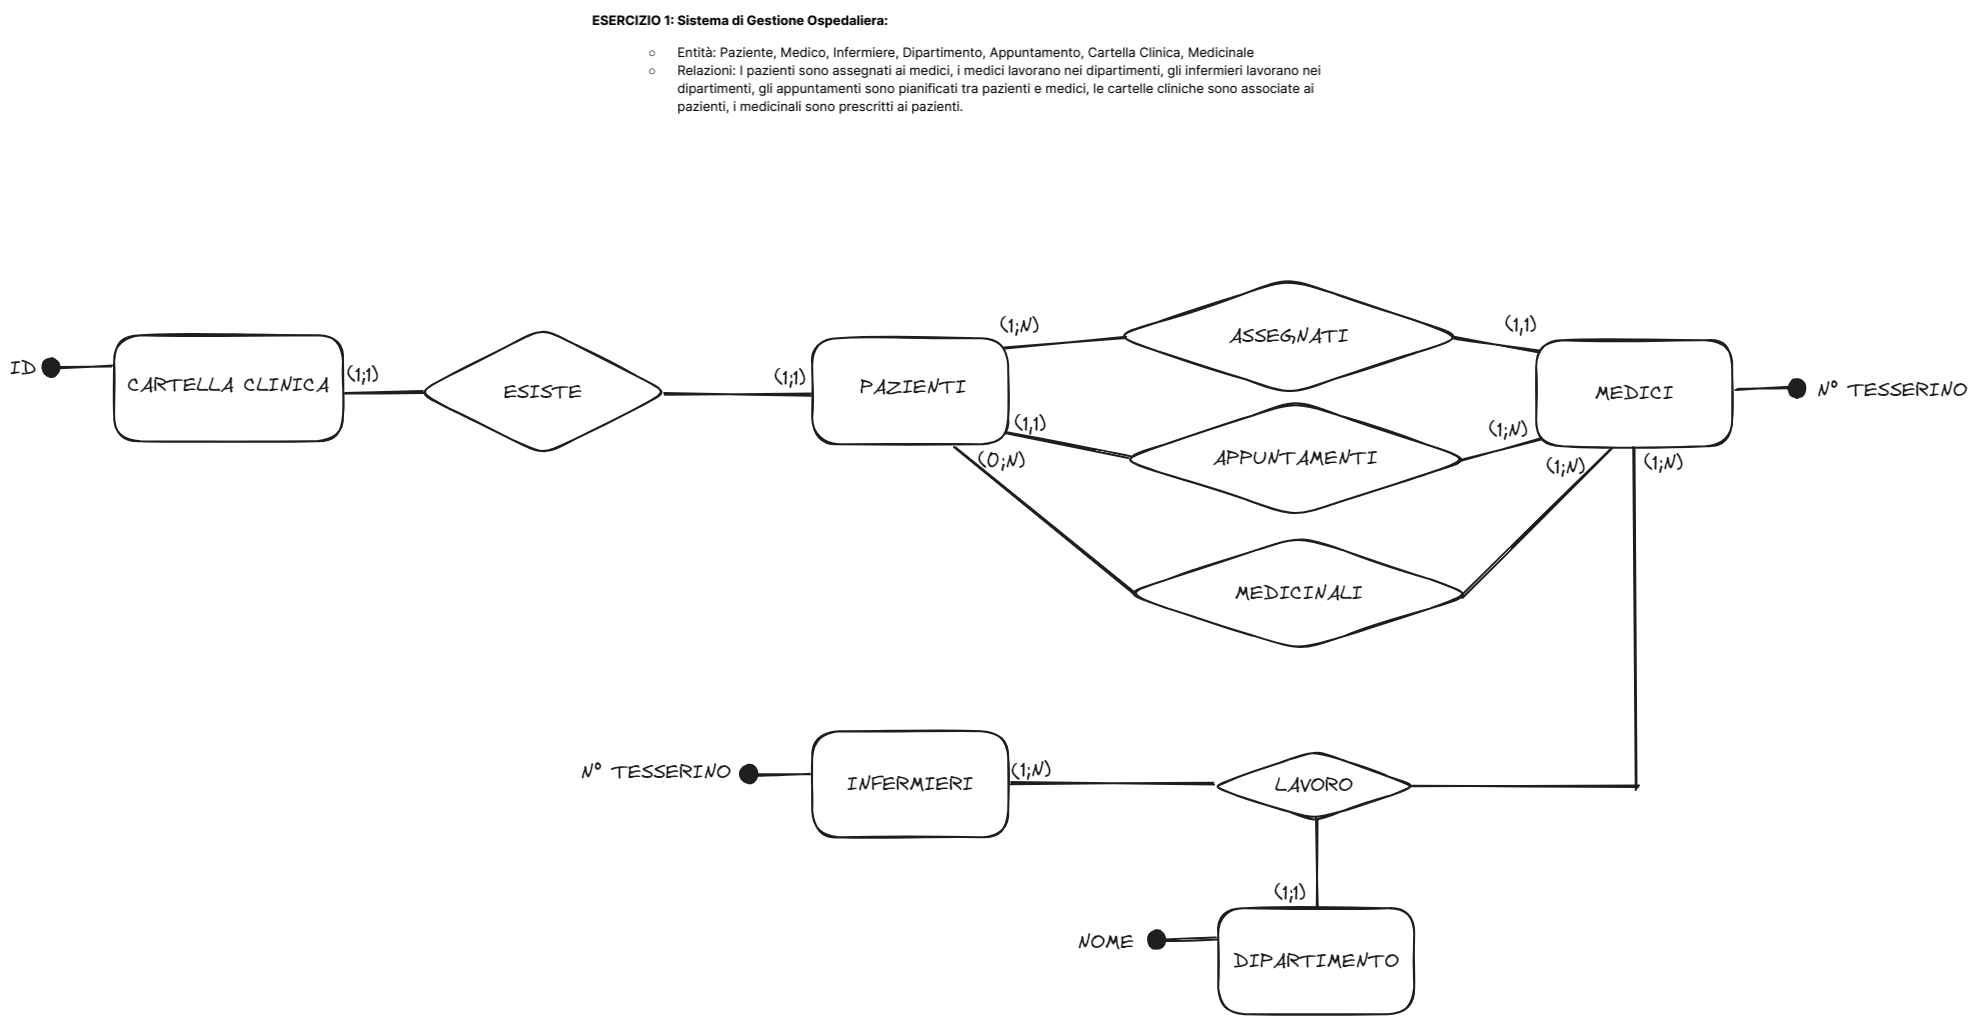 ESERCIZIO 1: Sistema di Gestione Ospedaliera:
○ Entità: Paziente, Medico, Infermiere, Dipartimento, Appuntamento, Cartella Clinica, Medicinale
○ Relazioni: I pazienti sono assegnati ai medici, i medici lavorano nei dipartimenti, gli infermieri lavorano nei
dipartimenti, gli appuntamenti sono pianificati tra pazienti e medici, le cartelle cliniche sono associate ai
pazienti, i medicinali sono prescritti ai pazienti.
(1;N)
ASSEGNATI
(1,1)
ID
CARTELLA CLINICA
(1;1)
ESISTE
(1;1)
PAZIENTI
MEDICI
N° TESSERINO
(1,1)
APPUNTAMENTI
(1;N)
(0;N)
(1;N)
(1;N)
MEDICINALI
N° TESSERINO
INFERMIERI
(1;N)
LAVORO
(1;1)
NOME
DIPARTIMENTO